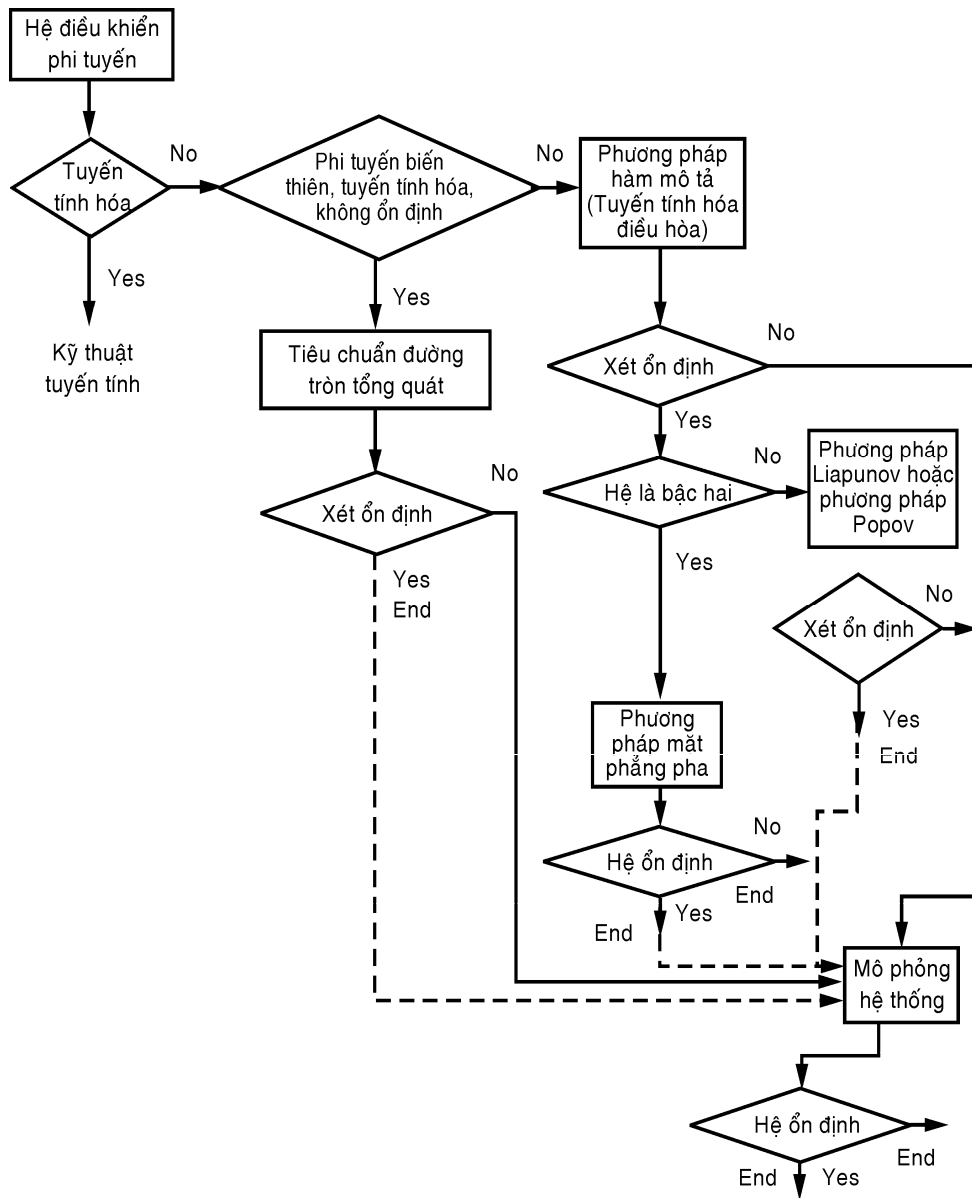 Hệ điều khiển
phi tuyến
Tuyến
tính hóa
No
Yes
Kỹ thuật
tuyến tính
Phi tuyến biến
thiên, tuyến tính hóa,
không ổn định
No
Yes
Tiêu chuẩn đường
tròn tổng quát
Xét ổn định
No
Yes
End
Phương pháp
hàm mô tả
(Tuyến tính hóa
điều hòa)
Xét ổn định
No
Yes
Hệ là bậc hai
No
Yes
Phương pháp
Liapunov hoặc
phương pháp
Popov
Xét ổn định
No
Yes
End
Phương
pháp măt
phẳng pha
Hệ ổn định
No
End
Yes
End
Mô phỏng
hệ thống
Hệ ổn định
End
End
Yes